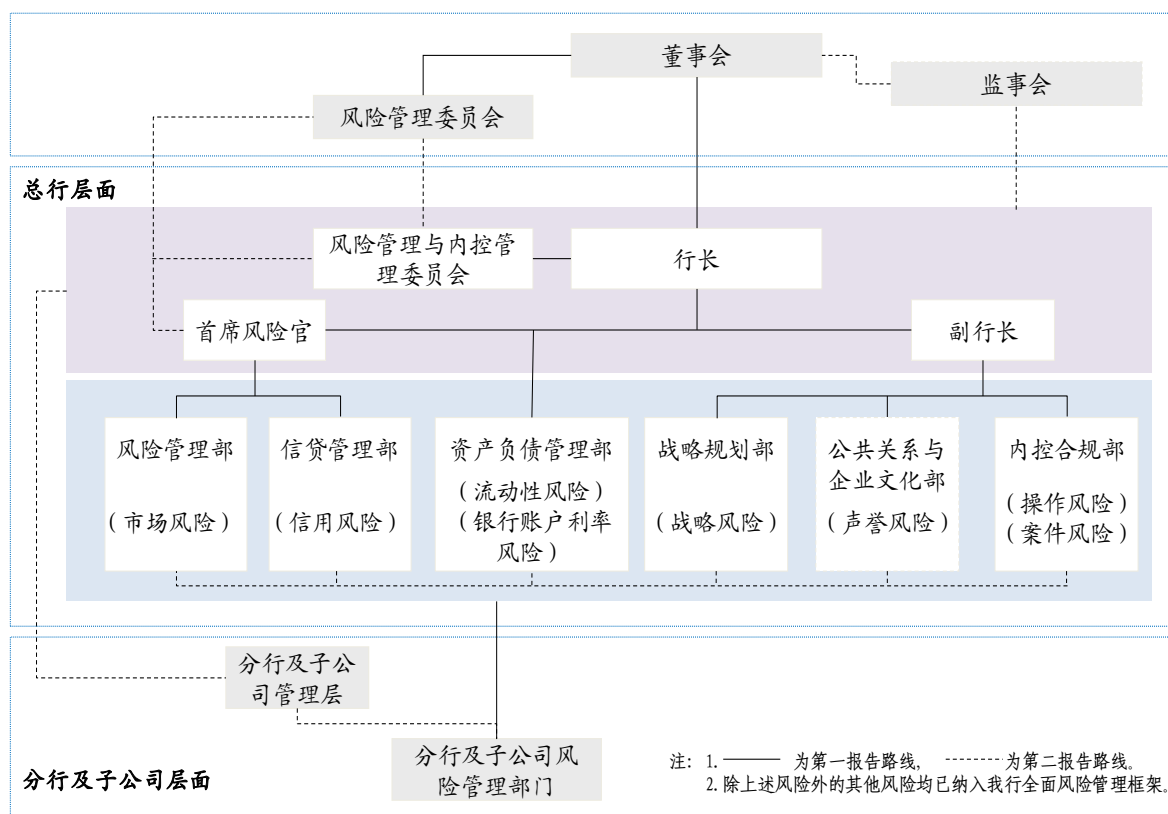 董事会
监事会
风险管理委员会
总行层面
风险管理与内控管
理委员会
行长
首席风险官
副行长
风险管理部
（市场风险）
信贷管理部
（信用风险）
资产负债管理部
（流动性风险）
（银行账户利率
风险）
战略规划部
（战略风险）
公共关系与
企业文化部
（声誉风险）
内控合规部
（操作风险）
（案件风险）
分行及子公
司管理层
分行及子公司风
险管理部门
分行及子公司层面
注：1. 为第一报告路线， 为第二报告路线。
2. 除上述风险外的其他风险均已纳入我行全面风险管理框架。